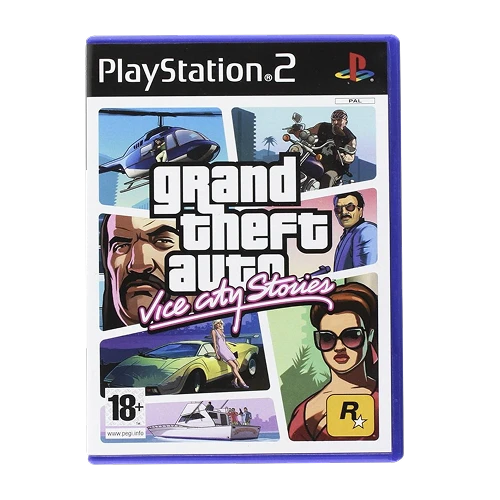 PlayStation®2
PAL
grand
theft
auto
Vice City Stories
18+
www.pegi.info
R